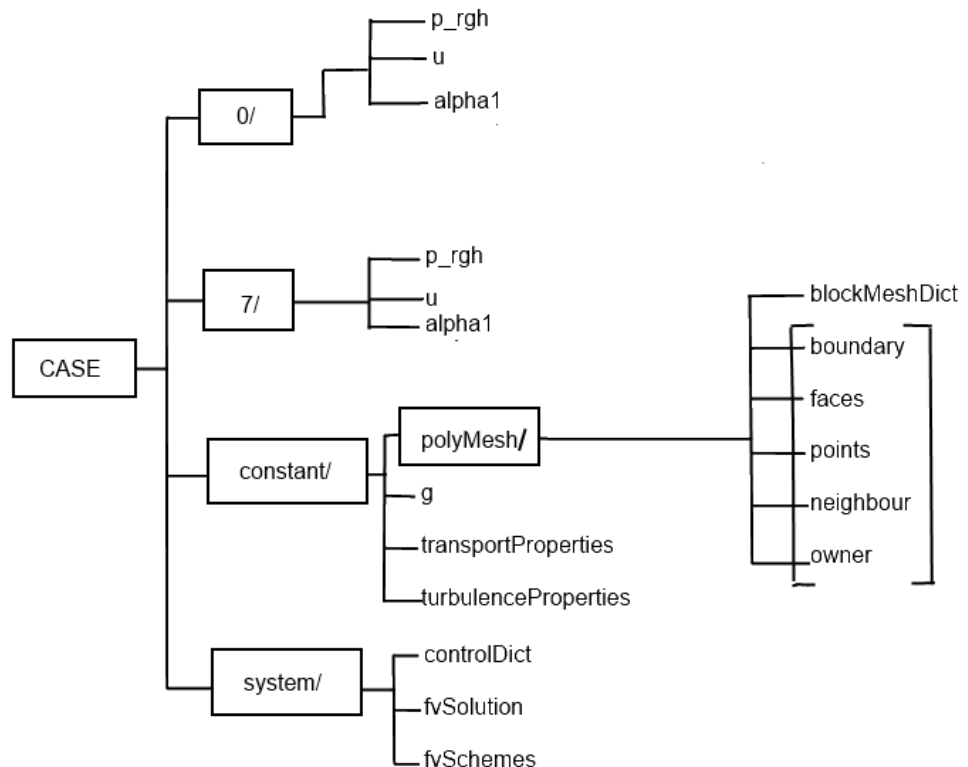 p_rgh
u
alpha1
0/
p_rgh
u
alpha1
7/
CASE
constant/
polyMesh/
g
transportProperties
turbulenceProperties
blockMeshDict
boundary
faces
points
neighbour
owner
system/
controlDict
fvSolution
fvSchemes